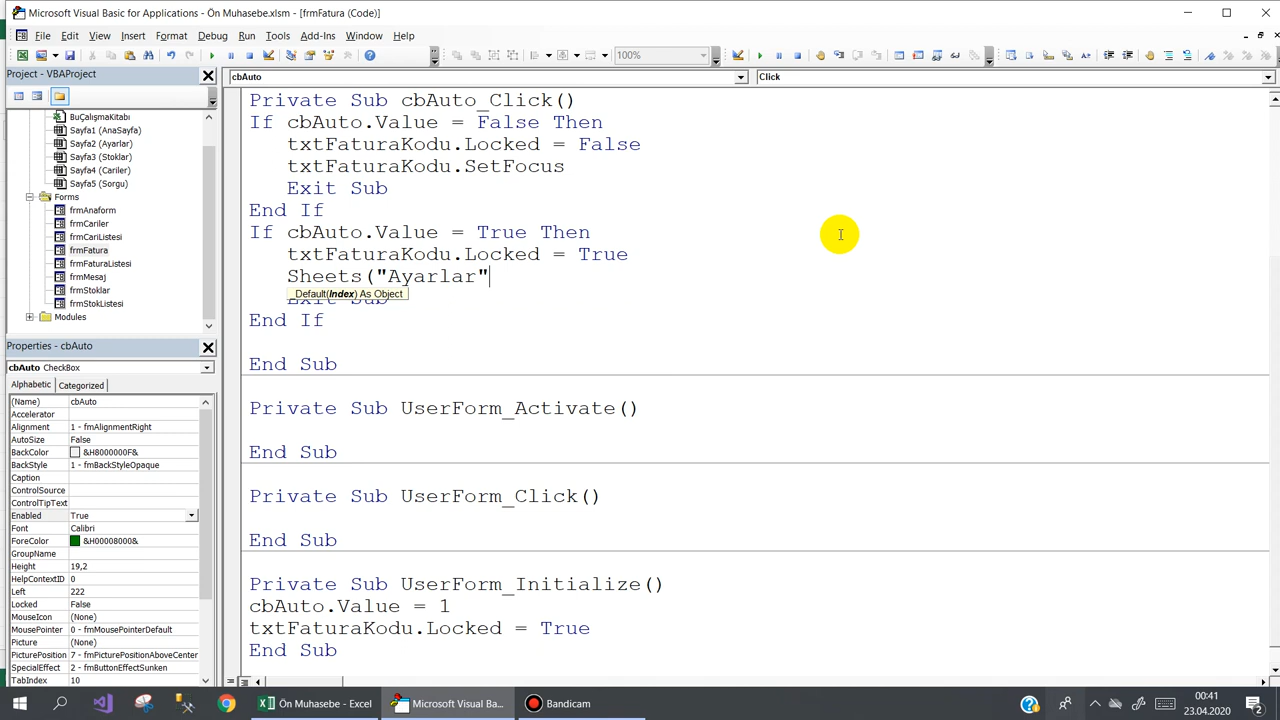 Microsoft Visual Basic for Applications - Ön Muhasebe.xlsm - [frmFatura (Code)]
File Edit View Insert Format Debug Run Tools Add-Ins Window Help
100%
Project - VBAProject
BuÇalışmaKitabı
Sayfa1 (AnaSayfa)
Sayfa2 (Ayarlar)
Sayfa3 (Stoklar)
Sayfa4 (Cariler)
Sayfa5 (Sorgu)
Forms
frmAnaform
frmCariler
frmCariListesi
frmFatura
frmFaturaListesi
frmMesaj
frmStoklar
frmStokListesi
Modules
Properties - cbAuto
cbAuto CheckBox
Alphabetic Categorized
(Name) cbAuto
Accelerator
Alignment 1 - fmAlignmentRight
AutoSize False
BackColor &H8000000F&
BackStyle 1 - fmBackStyleOpaque
Caption
ControlSource
ControlTipText
Enabled True
Font Calibri
ForeColor &H00008000&
GroupName
Height 19,2
HelpContextID 0
Left 222
Locked False
MouseIcon (None)
MousePointer 0 - fmMousePointerDefault
Picture (None)
PicturePosition 7 - fmPicturePositionAboveCenter
SpecialEffect 2 - fmButtonEffectSunken
TabIndex 10
cbAuto Click
Private Sub cbAuto_Click()
If cbAuto.Value = False Then
txtFaturaKodu.Locked = False
txtFaturaKodu.SetFocus
Exit Sub
End If
If cbAuto.Value = True Then
txtFaturaKodu.Locked = True
Sheets("Ayarlar"
Default(Index) As Object
Exit Sub
End If
End Sub
Private Sub UserForm_Activate()
End Sub
Private Sub UserForm_Click()
End Sub
Private Sub UserForm_Initialize()
cbAuto.Value = 1
txtFaturaKodu.Locked = True
End Sub
Ön Muhasebe - Excel
Microsoft Visual Ba...
Bandicam
00:41
23.04.2020
2